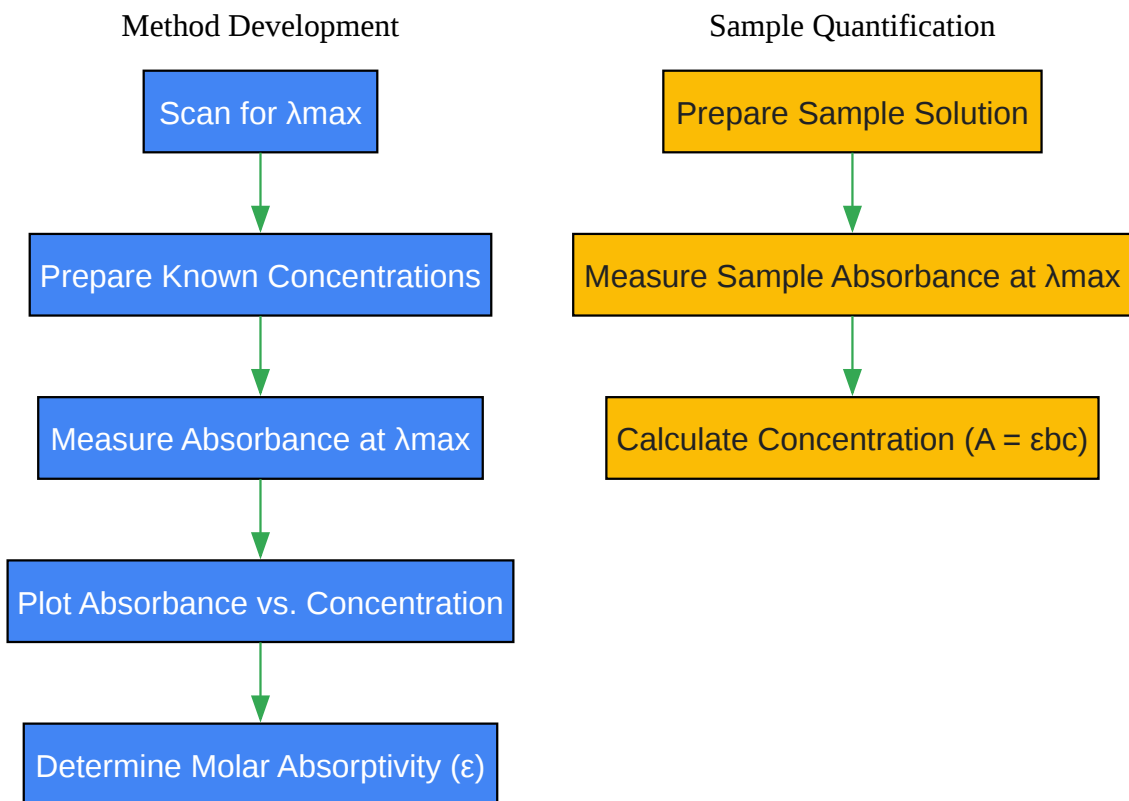 Method Development
Scan for λmax
Prepare Known Concentrations
Measure Absorbance at λmax
Plot Absorbance vs. Concentration
Determine Molar Absorptivity (ε)
Sample Quantification
Prepare Sample Solution
Measure Sample Absorbance at λmax
Calculate Concentration (A = εbc)